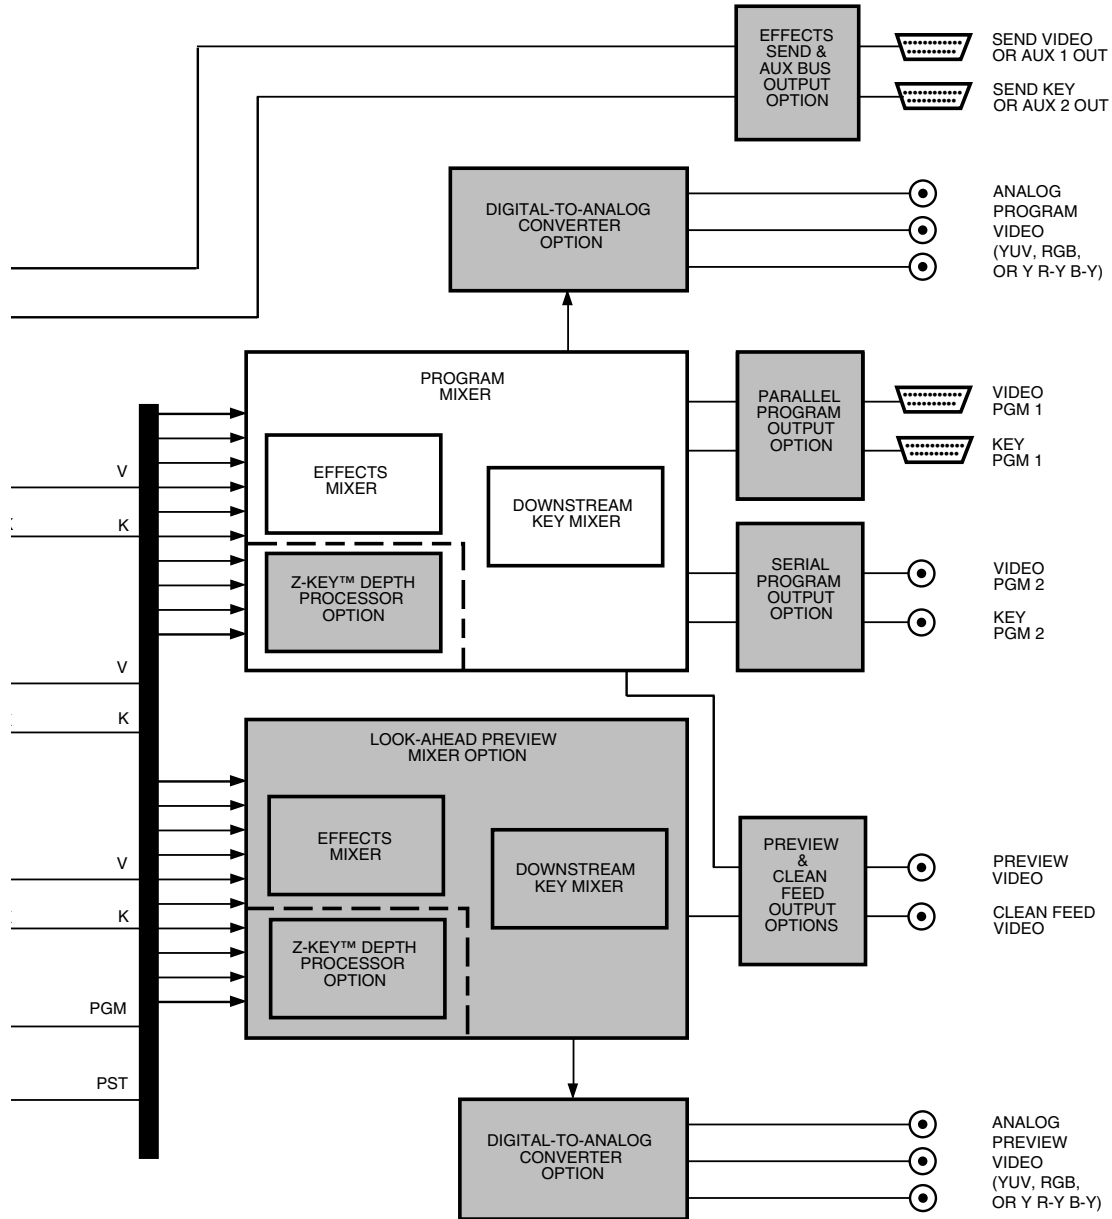 EFFECTS
SEND &
AUX BUS
OUTPUT
OPTION
SEND VIDEO
OR AUX 1 OUT
SEND KEY
OR AUX 2 OUT
DIGITAL-TO-ANALOG
CONVERTER
OPTION
ANALOG
PROGRAM
VIDEO
(YUV, RGB,
OR Y R-Y B-Y)
PROGRAM
MIXER
EFFECTS
MIXER
DOWNSTREAM
KEY MIXER
Z-KEY™ DEPTH
PROCESSOR
OPTION
PARALLEL
PROGRAM
OUTPUT
OPTION
VIDEO
PGM 1
KEY
PGM 1
SERIAL
PROGRAM
OUTPUT
OPTION
VIDEO
PGM 2
KEY
PGM 2
V
K
V
K
V
K
PGM
PST
LOOK-AHEAD PREVIEW
MIXER OPTION
EFFECTS
MIXER
DOWNSTREAM
KEY MIXER
Z-KEY™ DEPTH
PROCESSOR
OPTION
PREVIEW
&
CLEAN
FEED
OUTPUT
OPTIONS
PREVIEW
VIDEO
CLEAN FEED
VIDEO
DIGITAL-TO-ANALOG
CONVERTER
OPTION
ANALOG
PREVIEW
VIDEO
(YUV, RGB,
OR Y R-Y B-Y)